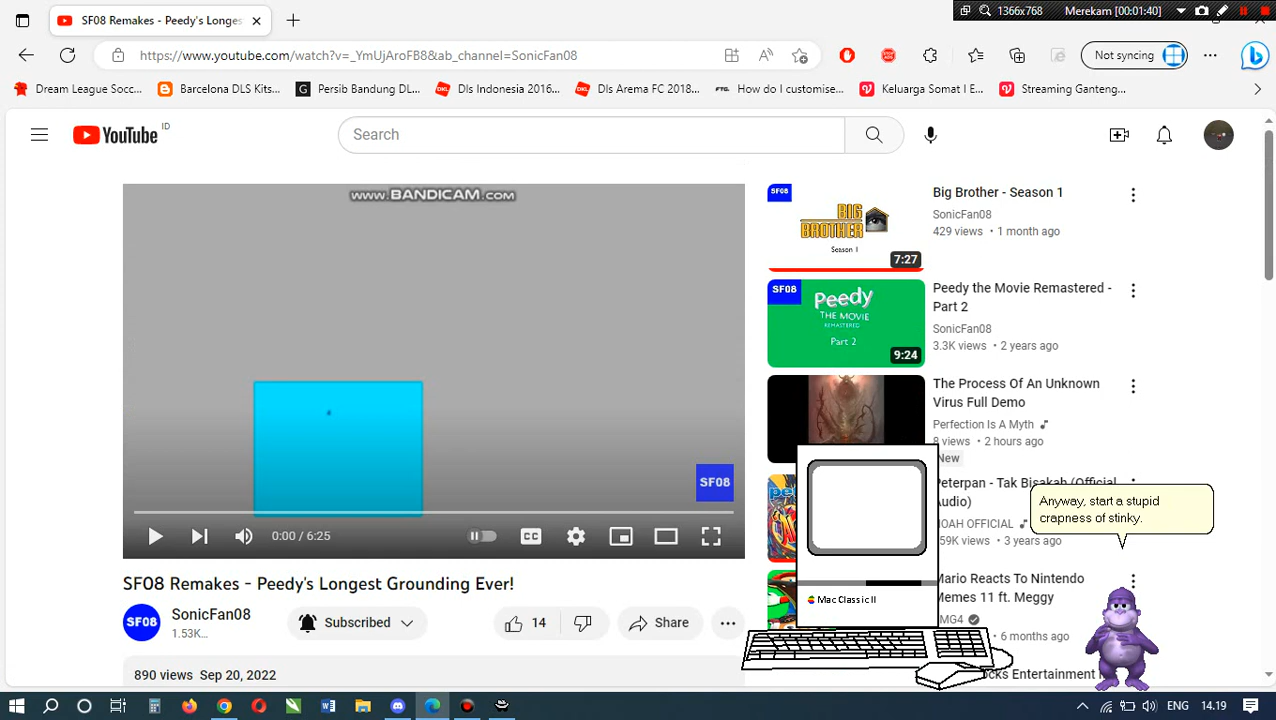 SF08 Remakes - Peedy's Longes
1366x768
Merekam (00:01:40)
https://www.youtube.com/watch?v=_YmUjAroFB8&ab_channel=SonicFan08
Not syncing
Dream League Socc...
Barcelona DLS Kits...
Persib Bandung DL...
Dls Indonesia 2016...
Dls Arema FC 2018...
How do I customise...
Keluarga Somat I E...
Streaming Ganteng...
YouTube ID
Search
www.BANDICAM.com
SF08
0:00 / 6:25
CC
SF08 Remakes - Peedy's Longest Grounding Ever!
SF08
SonicFan08
1.53K...
Subscribed
14
Share
890 views Sep 20, 2022
SF08
BIG
BROTHER
Season 1
7:27
Big Brother - Season 1
SonicFan08
429 views • 1 month ago
SF08
Peedy
THE MOVIE
REMASTERED
Part 2
9:24
Peedy the Movie Remastered -
Part 2
SonicFan08
3.3K views • 2 years ago
The Process Of An Unknown
Virus Full Demo
Perfection Is A Myth
8 views • 2 hours ago
New
Peterpan - Tak Bisakah (Official
Audio)
NOAH OFFICIAL
59K views • 3 years ago
Anyway, start a stupid
crapness of stinky.
Mario Reacts To Nintendo
Memes 11 ft. Meggy
MG4
6 months ago
Mac Classic II
ocks Entertainment
ENG
14.19